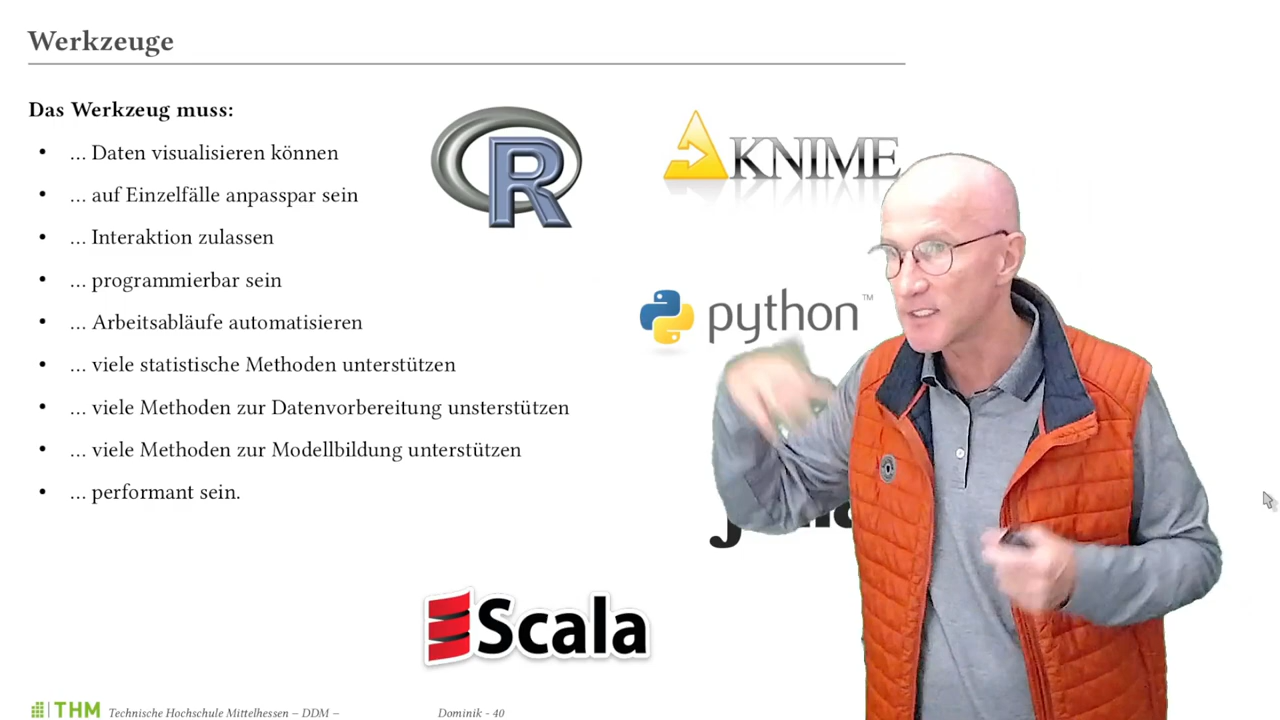 Werkzeuge
Das Werkzeug muss:
• … Daten visualisieren können
• … auf Einzelfälle anpasspar sein
• … Interaktion zulassen
• … programmierbar sein
• … Arbeitsabläufe automatisieren
• … viele statistische Methoden unterstützen
• … viele Methoden zur Datenvorbereitung unsterstützen
• … viele Methoden zur Modellbildung unterstützen
• … performant sein.
R
KNIME
python™
Scala
THM Technische Hochschule Mittelhessen – DDM – Dominik - 40